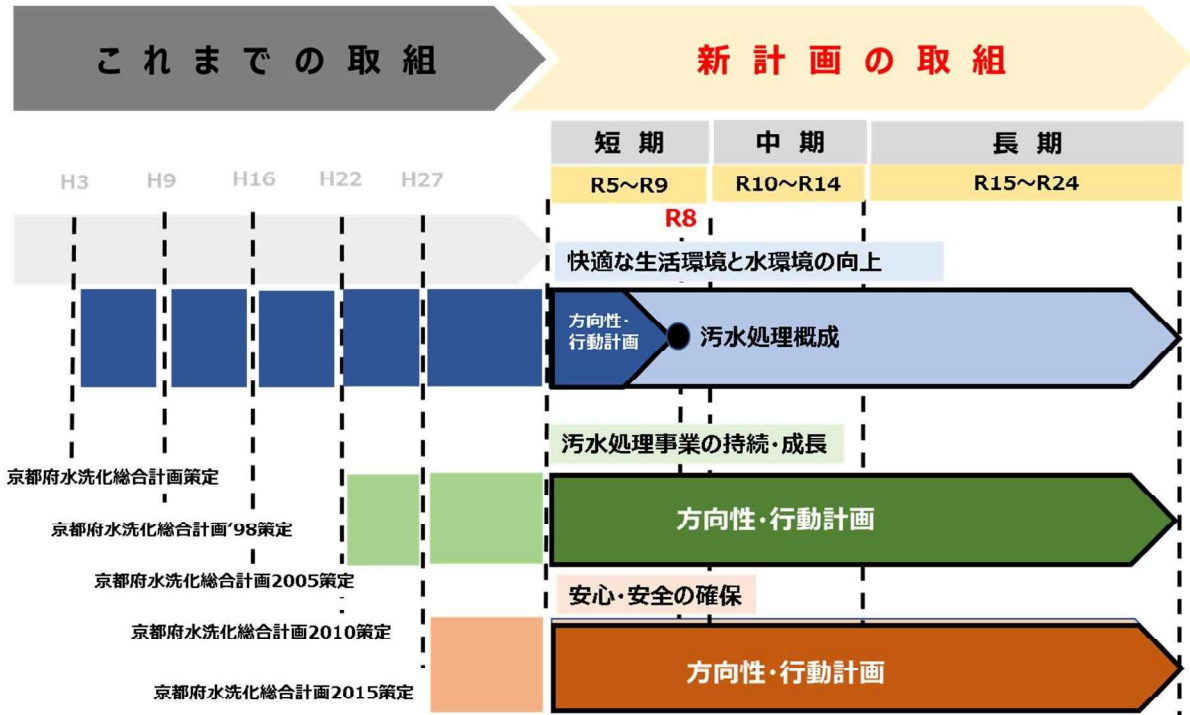 これまでの取組
新計画の取組
短期
中期
長期
R5～R9
R10～R14
R15～R24
H3
H9
H16
H22
H27
R8
快適な生活環境と水環境の向上
方向性・
行動計画
汚水処理概成
汚水処理事業の持続・成長
京都府水洗化総合計画策定
京都府水洗化総合計画'98策定
方向性・行動計画
京都府水洗化総合計画2005策定
安心・安全の確保
京都府水洗化総合計画2010策定
方向性・行動計画
京都府水洗化総合計画2015策定